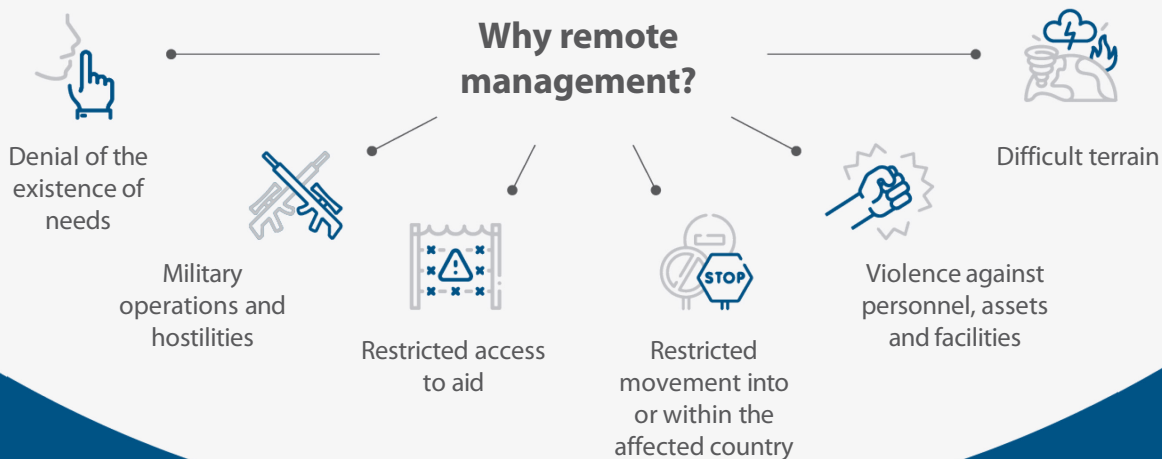 Why remote
management?
Denial of the
existence of
needs
Military
operations and
hostilities
Restricted access
to aid
STOP
Restricted
movement into
or within the
affected country
Violence against
personnel, assets
and facilities
Difficult terrain